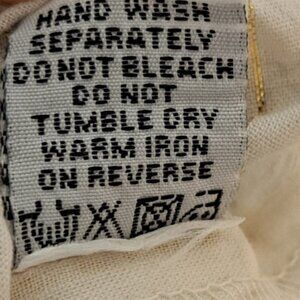 HAND WASH
SEPARATELY
DO NOT BLEACH
DO NOT
TUMBLE DRY
WARM IRON
ON REVERSE